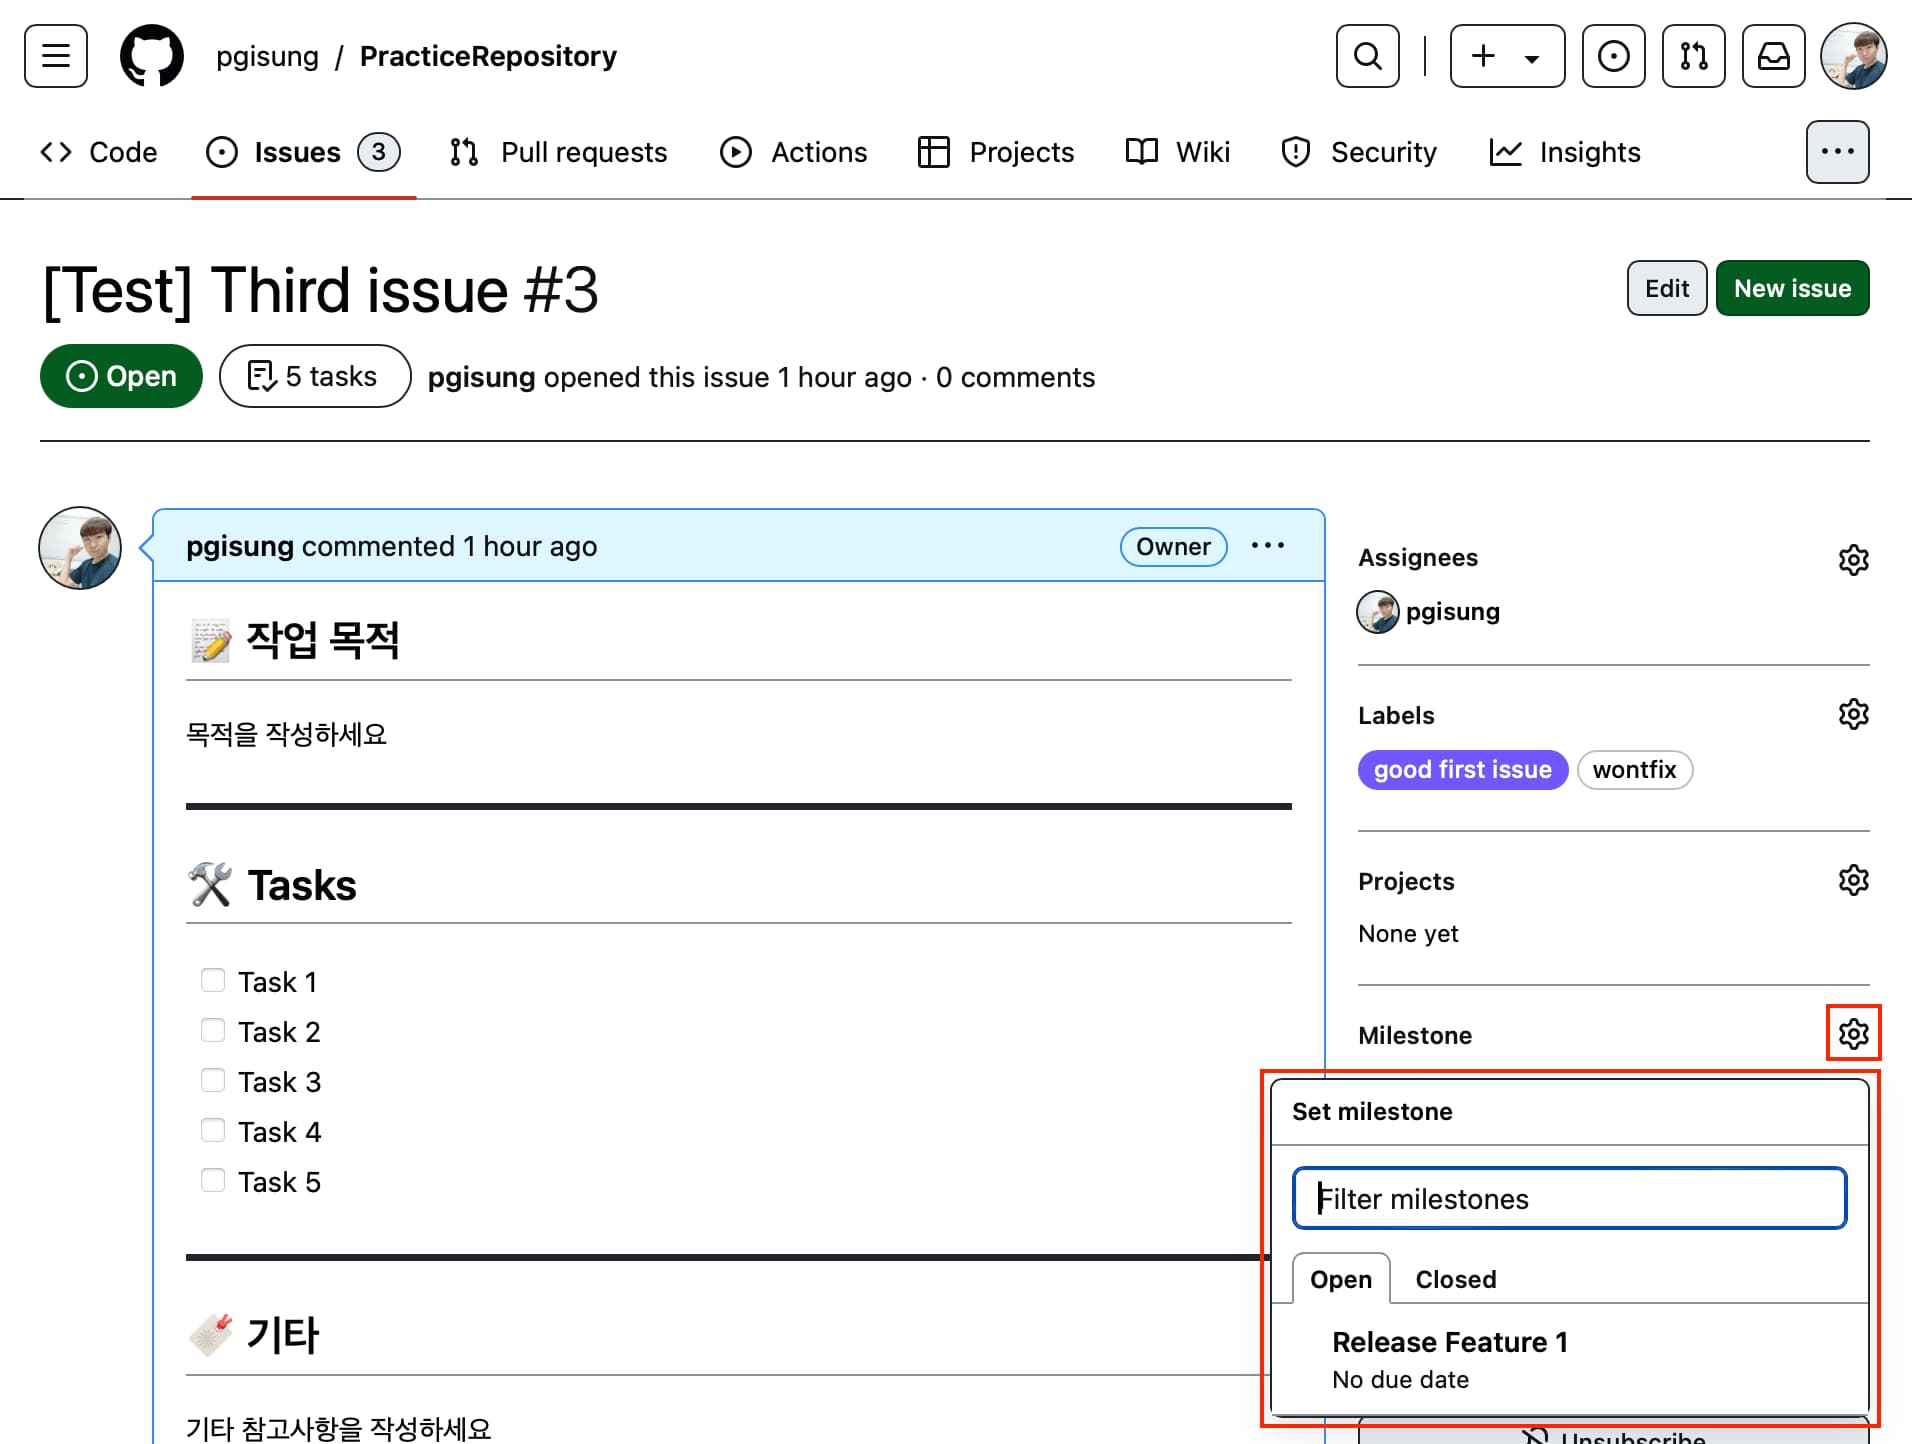 pgisung / PracticeRepository
Code Issues 3 Pull requests Actions Projects Wiki Security Insights
[Test] Third issue #3
Edit New issue
Open 5 tasks pgisung opened this issue 1 hour ago · 0 comments
pgisung commented 1 hour ago Owner
작업 목적
목적을 작성하세요
Tasks
Task 1
Task 2
Task 3
Task 4
Task 5
기타
기타 참고사항을 작성하세요
Assignees
pgisung
Labels
good first issue wontfix
Projects
None yet
Milestone
Set milestone
Filter milestones
Open Closed
Release Feature 1
No due date
Unsubscribe